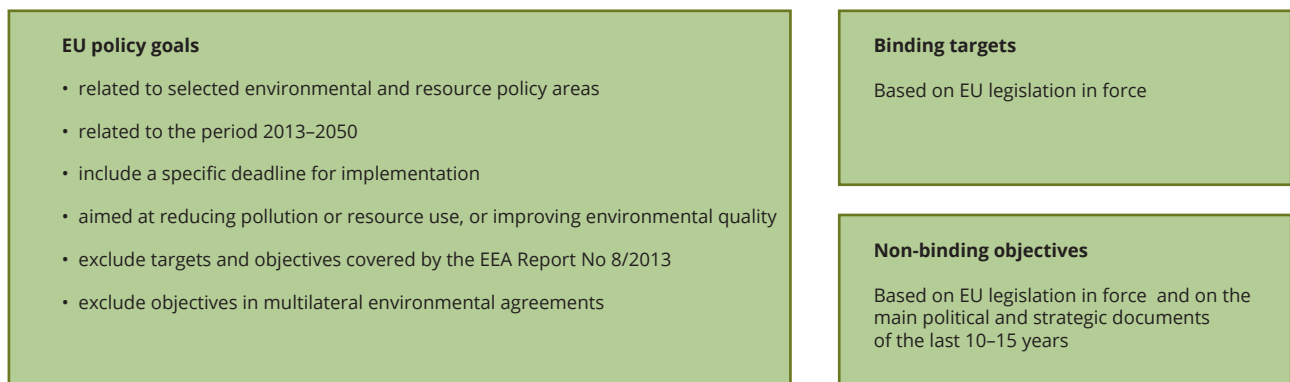 EU policy goals
• related to selected environmental and resource policy areas
• related to the period 2013–2050
• include a specific deadline for implementation
• aimed at reducing pollution or resource use, or improving environmental quality
• exclude targets and objectives covered by the EEA Report No 8/2013
• exclude objectives in multilateral environmental agreements
Binding targets
Based on EU legislation in force
Non-binding objectives
Based on EU legislation in force and on the
main political and strategic documents
of the last 10–15 years